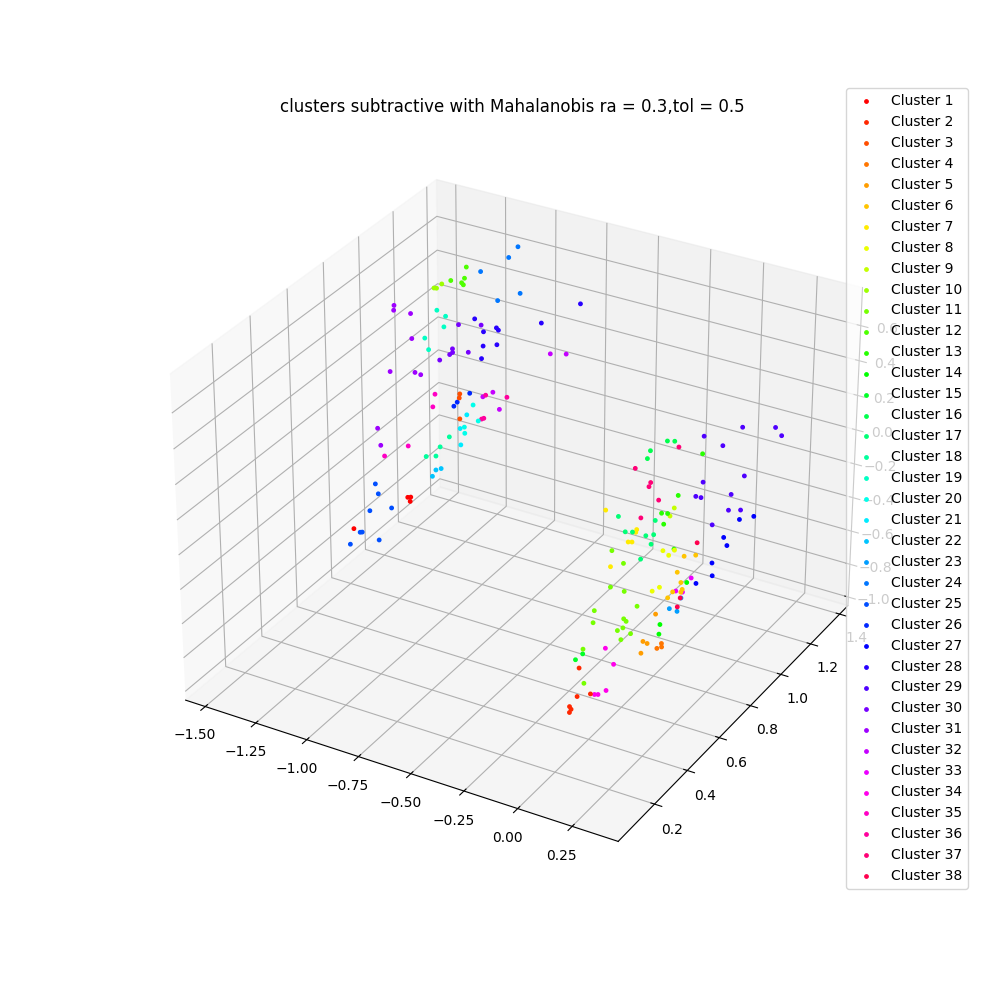 clusters subtractive with Mahalanobis ra = 0.3,tol = 0.5
Cluster 1
Cluster 2
Cluster 3
Cluster 4
Cluster 5
Cluster 6
Cluster 7
Cluster 8
Cluster 9
Cluster 10
Cluster 11
Cluster 12
Cluster 13
Cluster 14
Cluster 15
Cluster 16
Cluster 17
Cluster 18
Cluster 19
Cluster 20
Cluster 21
Cluster 22
Cluster 23
Cluster 24
Cluster 25
Cluster 26
Cluster 27
Cluster 28
Cluster 29
Cluster 30
Cluster 31
Cluster 32
Cluster 33
Cluster 34
Cluster 35
Cluster 36
Cluster 37
Cluster 38
0.6
0.4
0.2
0.0
−0.2
−0.4
−0.6
−0.8
−1.0
1.4
1.2
1.0
0.8
0.6
0.4
0.2
−1.50
−1.25
−1.00
−0.75
−0.50
−0.25
0.00
0.25